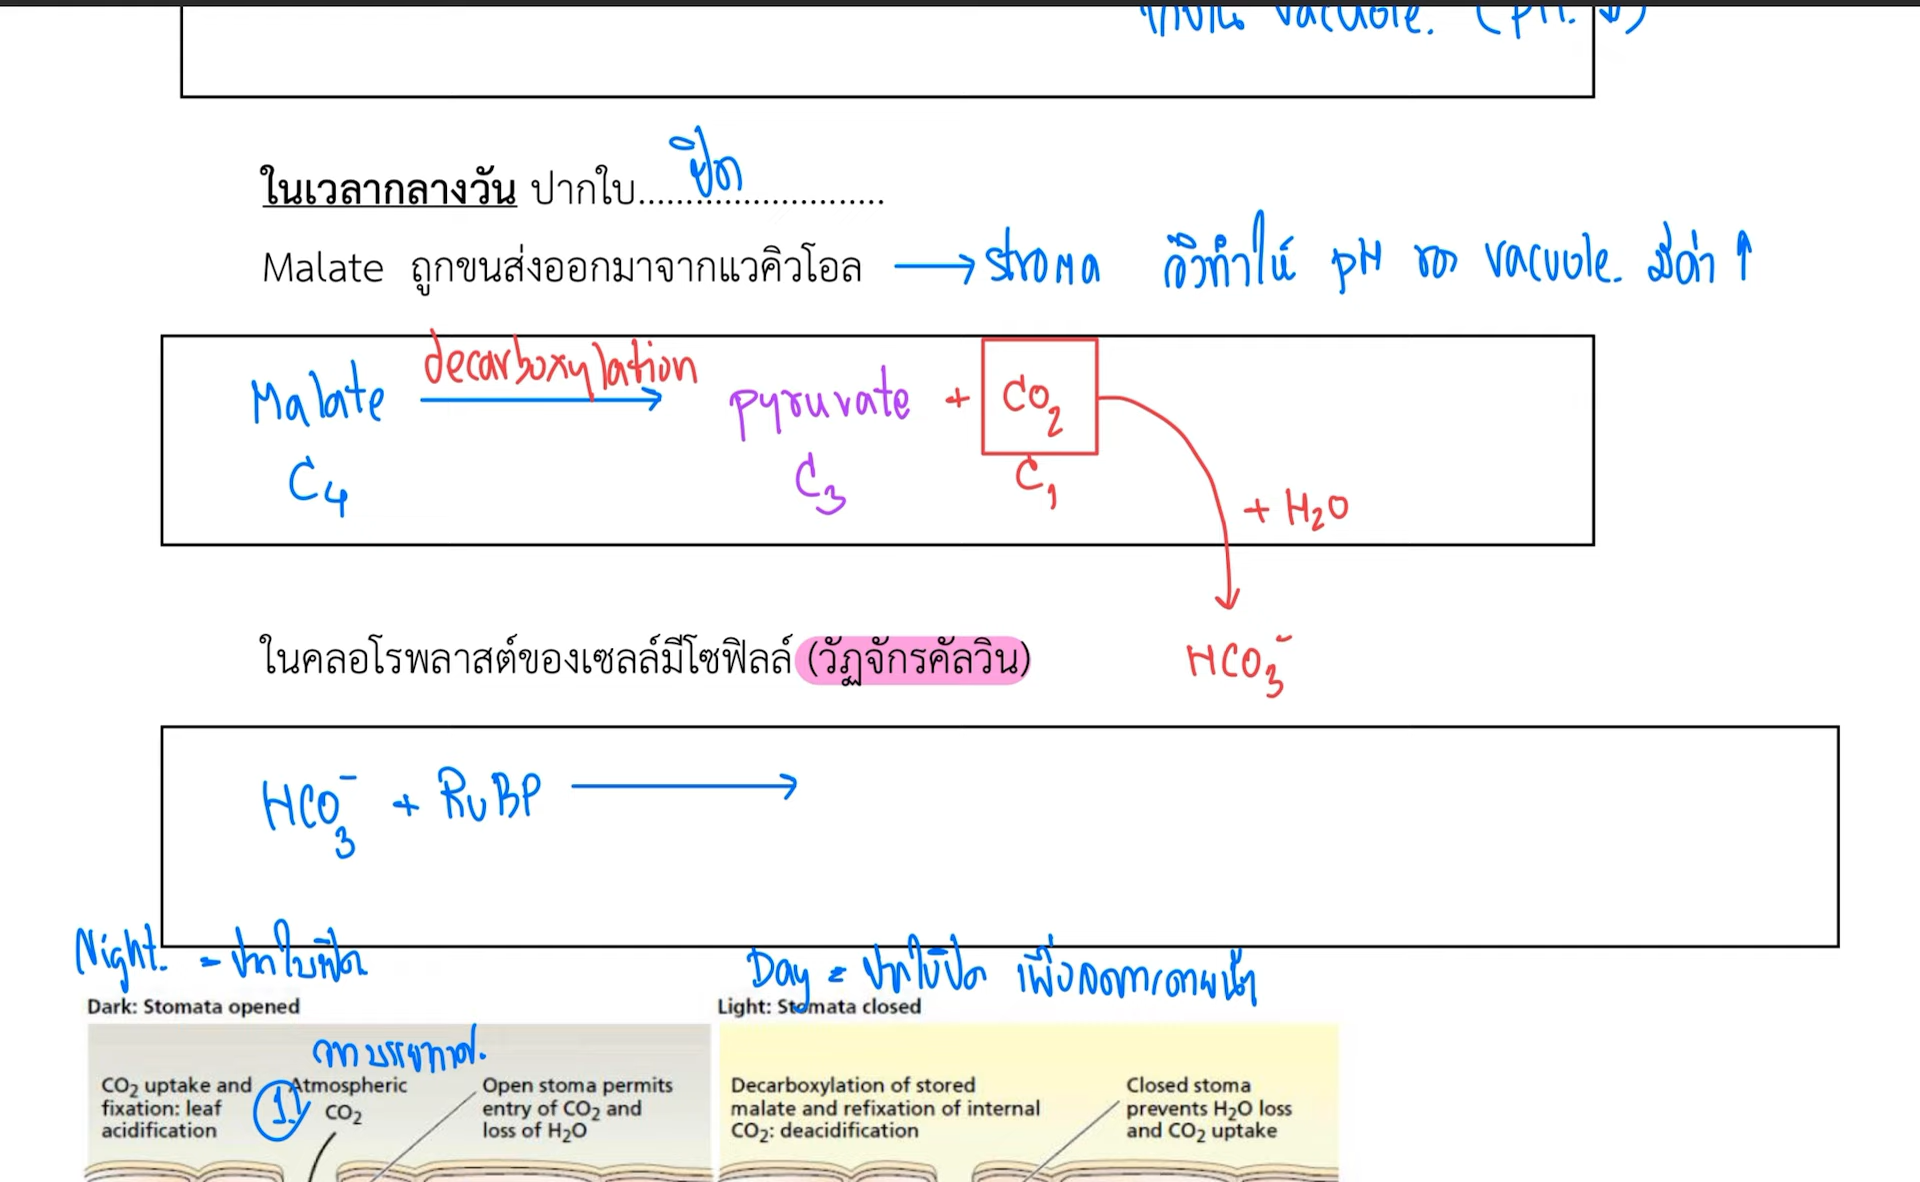 vacuole. (pH. ↓)
ในเวลากลางวัน ปากใบ.......ปิด..................
Malate ถูกขนส่งออกมาจากแวคิวโอล → stroma จึงทำให้ pH ของ vacuole. มีค่า ↑
decarboxylation
Malate → pyruvate + CO₂
C₄ C₃ C₁
+ H₂O
ในคลอโรพลาสต์ของเซลล์มีโซฟิลล์ (วัฏจักรคัลวิน) HCO₃⁻
HCO₃⁻ + RuBP →
Night. = ปากใบเปิด
Day = ปากใบปิด เพื่อลดการคายน้ำ
Dark: Stomata opened
Light: Stomata closed
จากบรรยากาศ.
CO₂ uptake and
fixation: leaf
acidification
1.
Atmospheric
CO₂
Open stoma permits
entry of CO₂ and
loss of H₂O
Decarboxylation of stored
malate and refixation of internal
CO₂: deacidification
Closed stoma
prevents H₂O loss
and CO₂ uptake